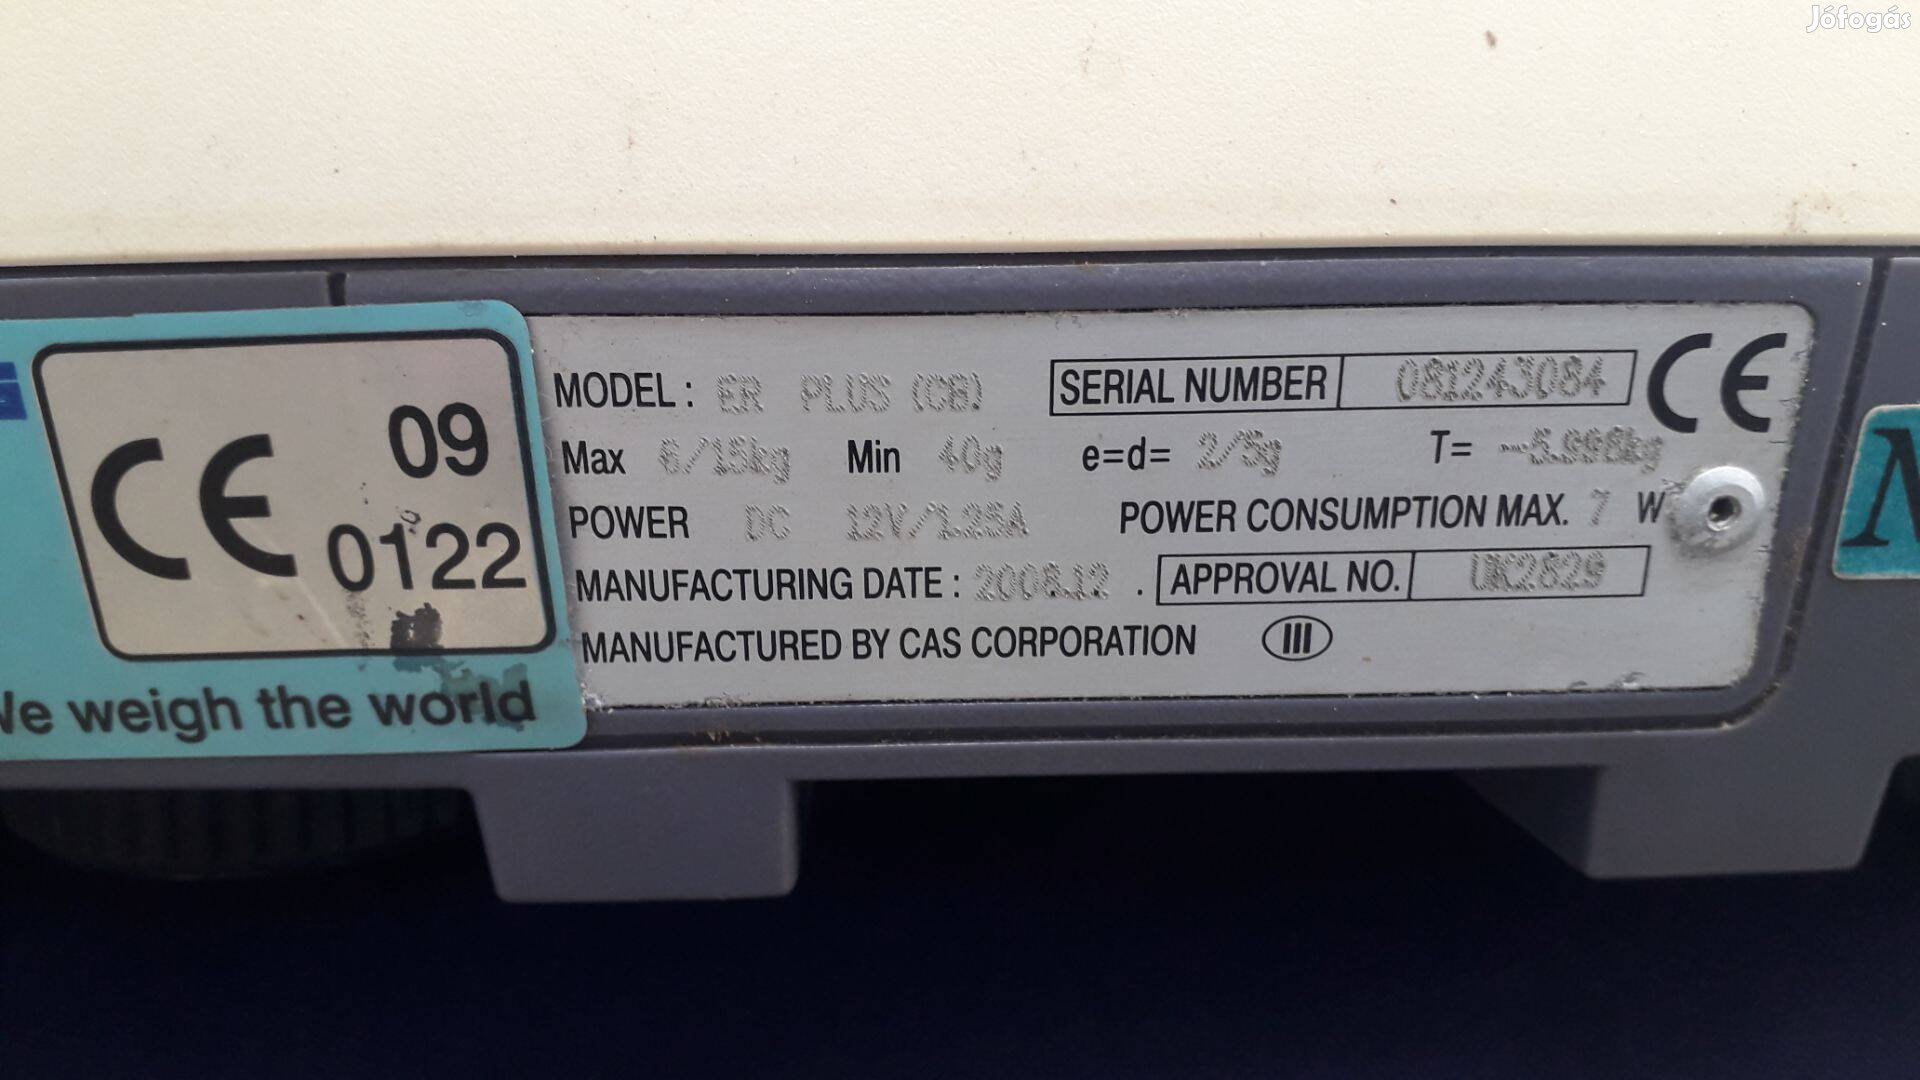 Jófogás
CE 09
0122
We weigh the world
MODEL : ER PLUS (CB)
SERIAL NUMBER 081243084 CE
Max 6/15kg Min 40g e=d= 2/5g T= -5.998kg
POWER DC 12V/1.25A POWER CONSUMPTION MAX. 7 W
MANUFACTURING DATE : 2008.12 . APPROVAL NO. UK2829
MANUFACTURED BY CAS CORPORATION III